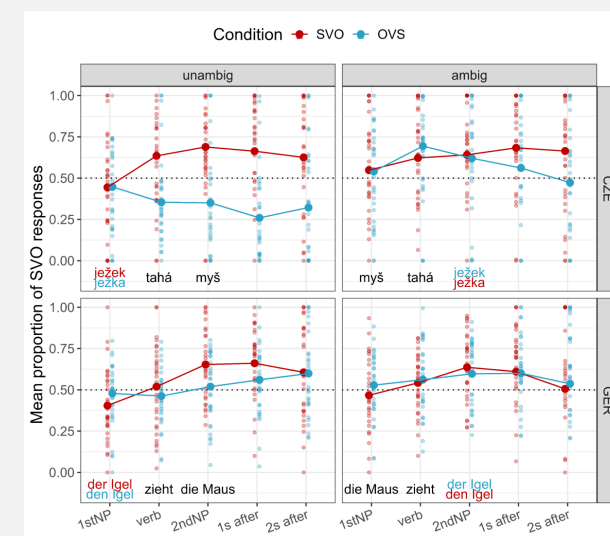 Condition SVO OVS
unambig ambig
Mean proportion of SVO responses
1.00
0.75
0.50
0.25
0.00
CZE
ježek
ježka tahá myš
myš tahá ježek
ježka
1.00
0.75
0.50
0.25
0.00
GER
der Igel
den Igel zieht die Maus
die Maus zieht der Igel
den Igel
1stNP verb 2ndNP 1s after 2s after
1stNP verb 2ndNP 1s after 2s after